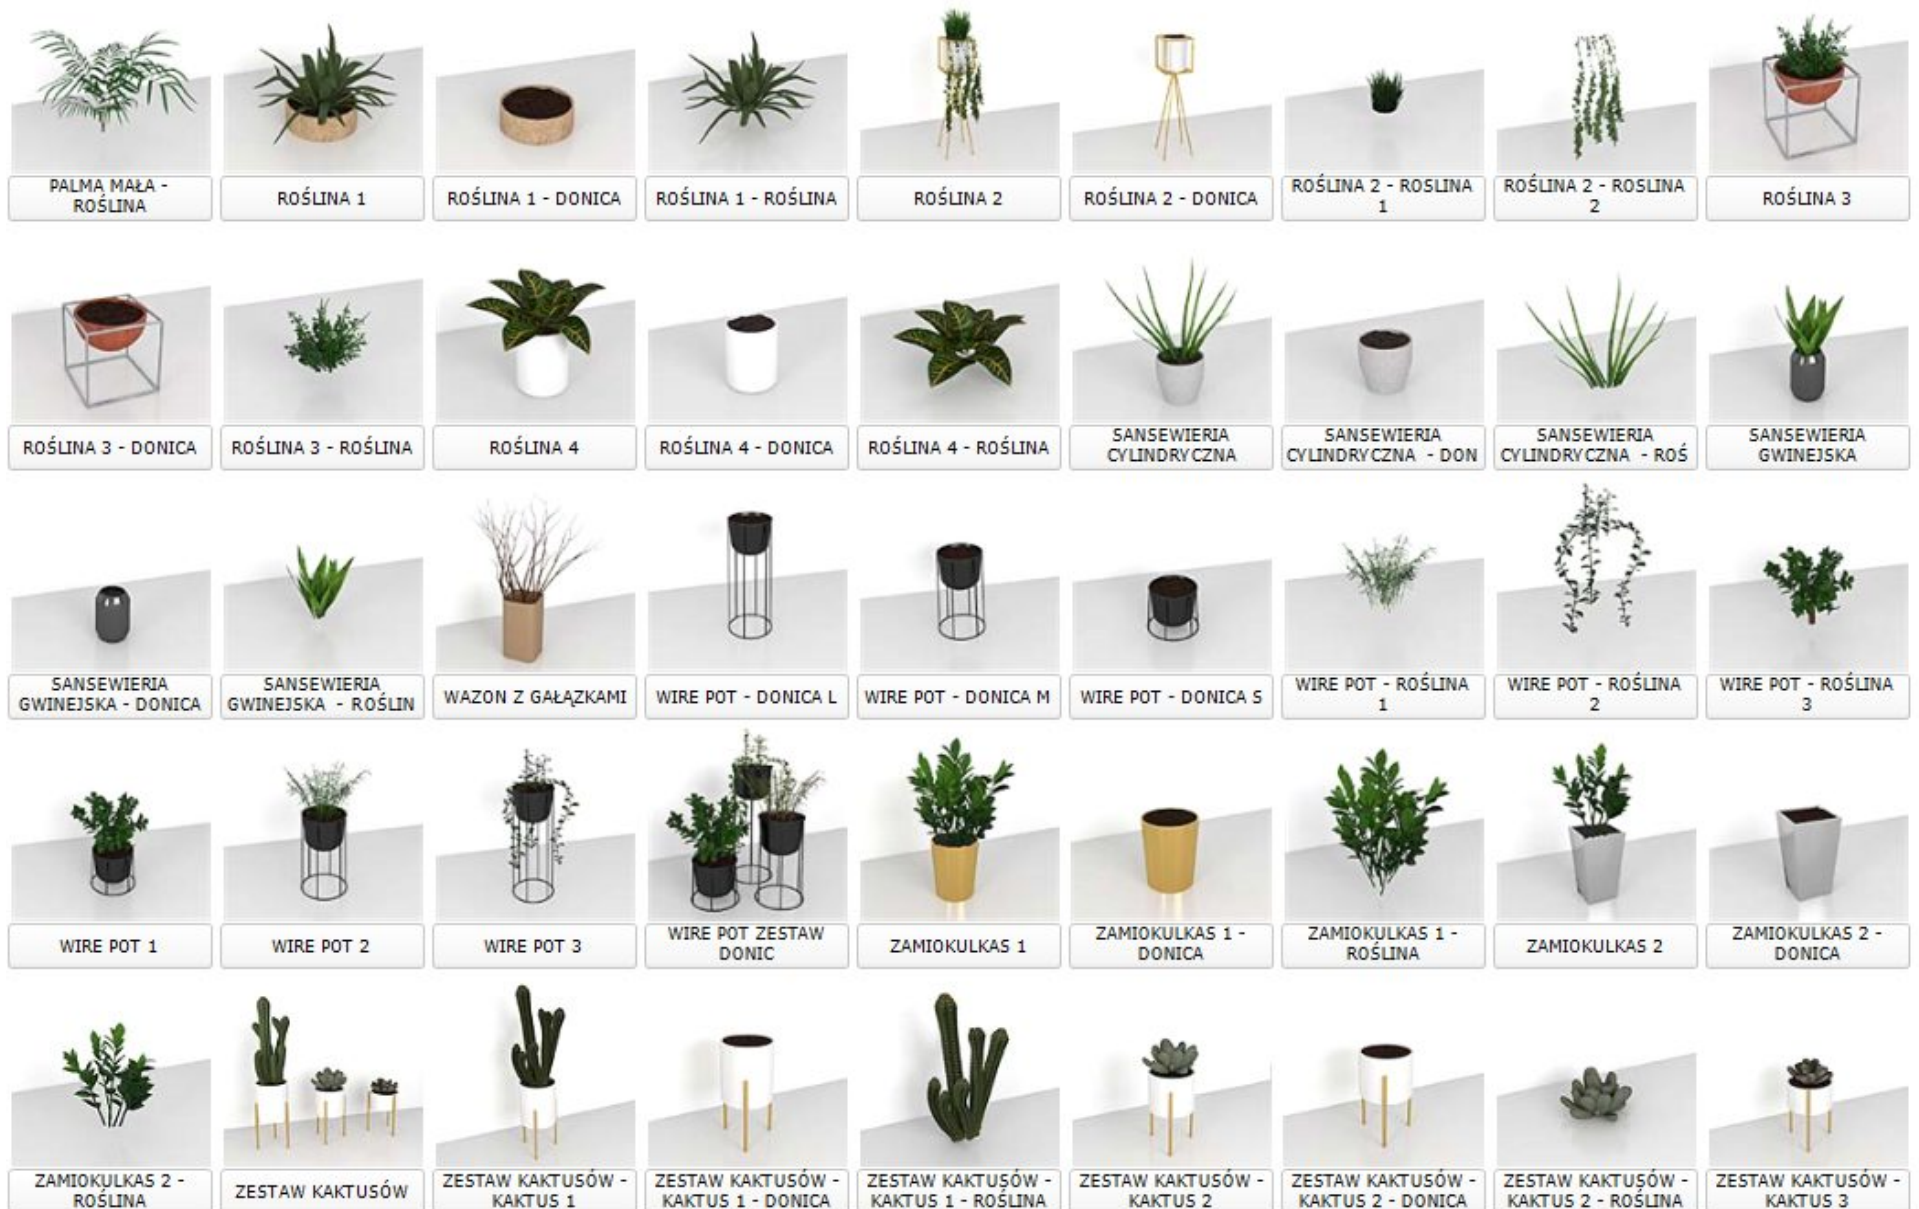 PALMA MAŁA -
ROŚLINA
ROŚLINA 1
ROŚLINA 1 - DONICA
ROŚLINA 1 - ROŚLINA
ROŚLINA 2
ROŚLINA 2 - DONICA
ROŚLINA 2 - ROSLINA
1
ROŚLINA 2 - ROSLINA
2
ROŚLINA 3
ROŚLINA 3 - DONICA
ROŚLINA 3 - ROŚLINA
ROŚLINA 4
ROŚLINA 4 - DONICA
ROŚLINA 4 - ROŚLINA
SANSEWIERIA
CYLINDRYCZNA
SANSEWIERIA
CYLINDRYCZNA - DON
SANSEWIERIA
CYLINDRYCZNA - ROŚ
SANSEWIERIA
GWINEJSKA
SANSEWIERIA
GWINEJSKA - DONICA
SANSEWIERIA
GWINEJSKA - ROŚLIN
WAZON Z GAŁĄZKAMI
WIRE POT - DONICA L
WIRE POT - DONICA M
WIRE POT - DONICA S
WIRE POT - ROŚLINA
1
WIRE POT - ROŚLINA
2
WIRE POT - ROŚLINA
3
WIRE POT 1
WIRE POT 2
WIRE POT 3
WIRE POT ZESTAW
DONIC
ZAMIOKULKAS 1
ZAMIOKULKAS 1 -
DONICA
ZAMIOKULKAS 1 -
ROŚLINA
ZAMIOKULKAS 2
ZAMIOKULKAS 2 -
DONICA
ZAMIOKULKAS 2 -
ROŚLINA
ZESTAW KAKTUSÓW
ZESTAW KAKTUSÓW -
KAKTUS 1
ZESTAW KAKTUSÓW -
KAKTUS 1 - DONICA
ZESTAW KAKTUSÓW -
KAKTUS 1 - ROŚLINA
ZESTAW KAKTUSÓW -
KAKTUS 2
ZESTAW KAKTUSÓW -
KAKTUS 2 - DONICA
ZESTAW KAKTUSÓW -
KAKTUS 2 - ROŚLINA
ZESTAW KAKTUSÓW -
KAKTUS 3